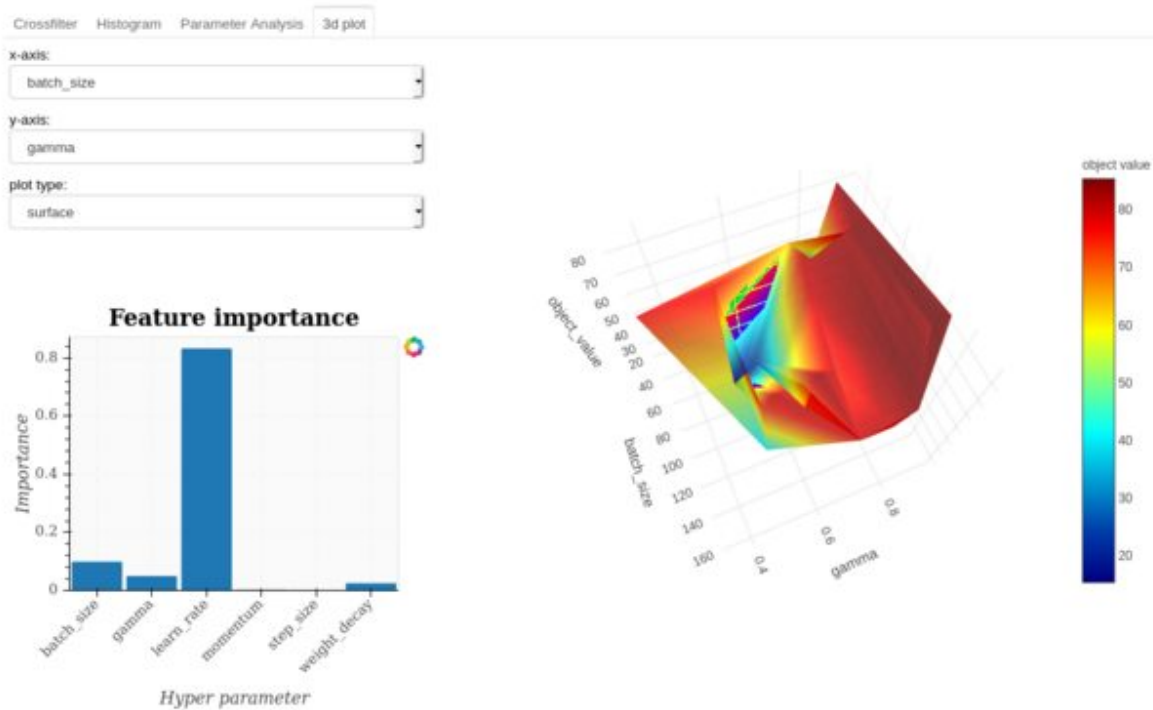 Crossfilter Histogram Parameter Analysis 3d plot
x-axis:
batch_size
y-axis:
gamma
plot type:
surface
Feature importance
Importance
0.8
0.6
0.4
0.2
0
batch_size
gamma
learn_rate
momentum
step_size
weight_decay
Hyper parameter
object_value
80
70
60
50
40
30
20
batch_size
40
60
80
100
120
140
160
gamma
0.4
0.6
0.8
object value
80
70
60
50
40
30
20